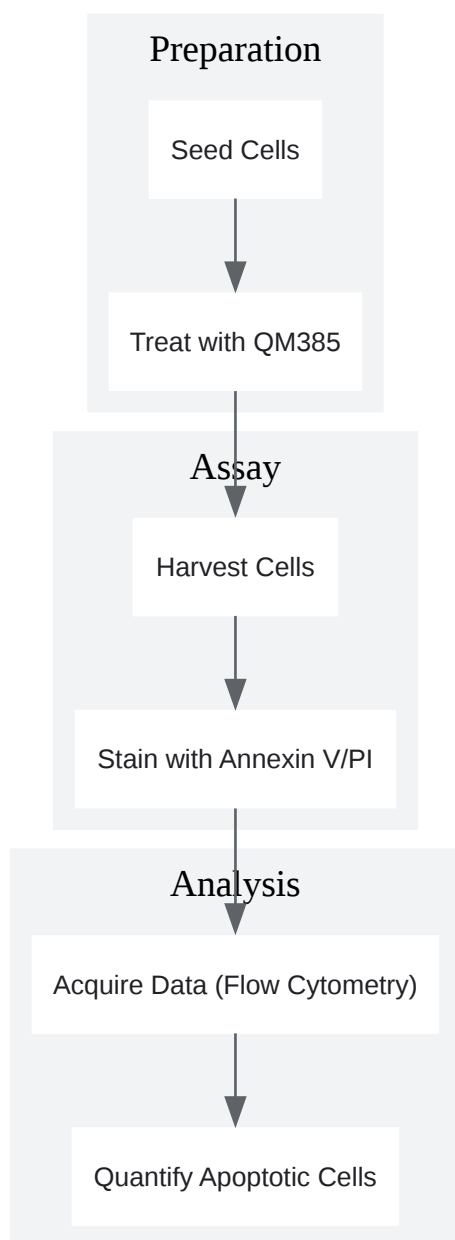 Preparation
Seed Cells
Treat with QM385
Assay
Harvest Cells
Stain with Annexin V/PI
Analysis
Acquire Data (Flow Cytometry)
Quantify Apoptotic Cells